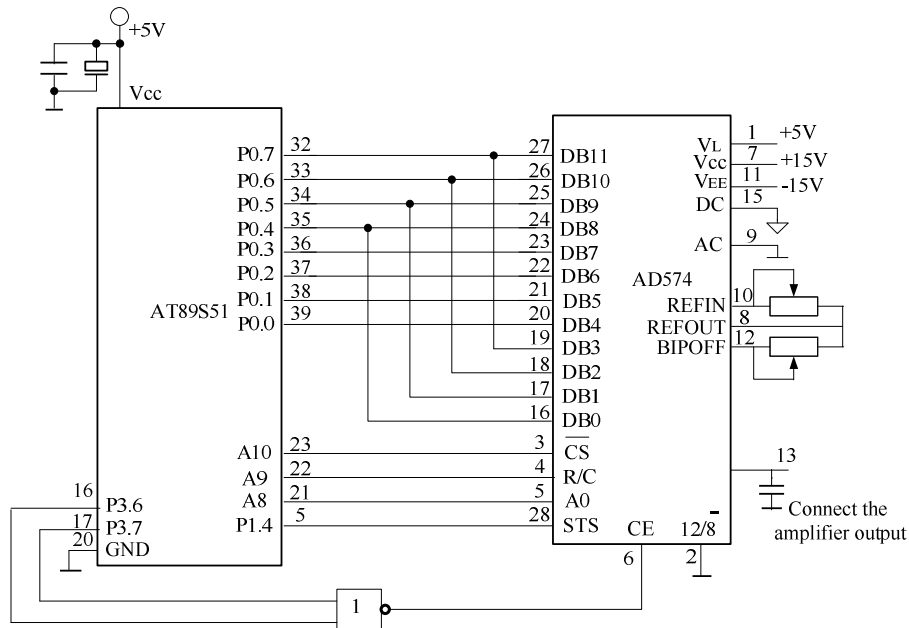 +5V
Vcc
AT89S51
P0.7 32
P0.6 33
P0.5 34
P0.4 35
P0.3 36
P0.2 37
P0.1 38
P0.0 39
A10 23
A9 22
A8 21
P1.4 5
16 P3.6
17 P3.7
20 GND
1
AD574
27 DB11
26 DB10
25 DB9
24 DB8
23 DB7
22 DB6
21 DB5
20 DB4
19 DB3
18 DB2
17 DB1
16 DB0
3 CS
4 R/C
5 A0
28 STS
CE
6
12/8
2
VL 1 +5V
Vcc 7 +15V
VEE 11 -15V
DC 15
AC 9
REFIN 10
REFOUT 8
BIPOFF 12
13
Connect the
amplifier output